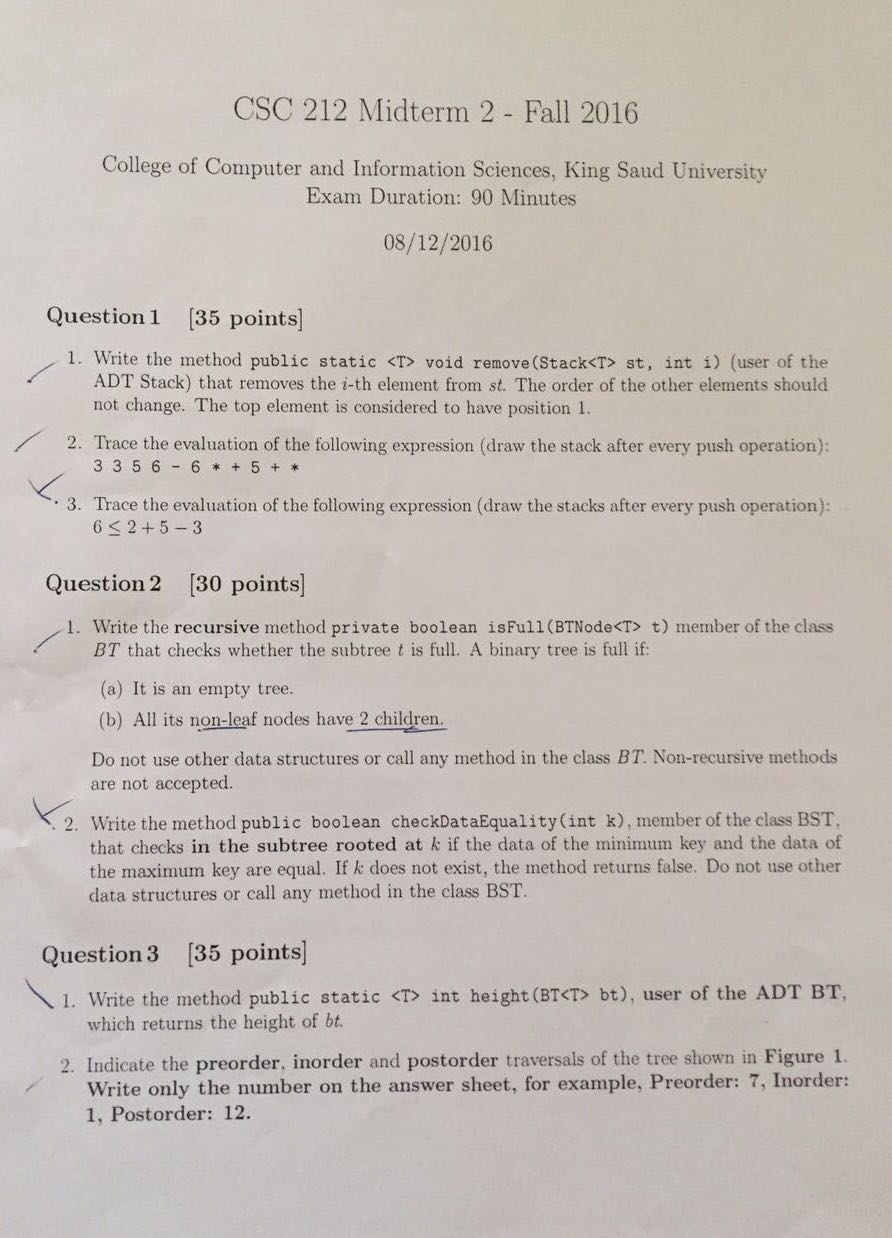 CSC 212 Midterm 2 - Fall 2016
College of Computer and Information Sciences, King Saud University
Exam Duration: 90 Minutes
08/12/2016
Question 1 [35 points]
1. Write the method public static <T> void remove(Stack<T> st, int i) (user of the
ADT Stack) that removes the i-th element from st. The order of the other elements should
not change. The top element is considered to have position 1.
2. Trace the evaluation of the following expression (draw the stack after every push operation):
3 3 5 6 - 6 * + 5 + *
3. Trace the evaluation of the following expression (draw the stacks after every push operation):
6 ≤ 2 + 5 − 3
Question 2 [30 points]
1. Write the recursive method private boolean isFull(BTNode<T> t) member of the class
BT that checks whether the subtree t is full. A binary tree is full if:
(a) It is an empty tree.
(b) All its non-leaf nodes have 2 children.
Do not use other data structures or call any method in the class BT. Non-recursive methods
are not accepted.
2. Write the method public boolean checkDataEquality(int k), member of the class BST,
that checks in the subtree rooted at k if the data of the minimum key and the data of
the maximum key are equal. If k does not exist, the method returns false. Do not use other
data structures or call any method in the class BST.
Question 3 [35 points]
1. Write the method public static <T> int height(BT<T> bt), user of the ADT BT,
which returns the height of bt.
2. Indicate the preorder, inorder and postorder traversals of the tree shown in Figure 1.
Write only the number on the answer sheet, for example, Preorder: 7, Inorder:
1, Postorder: 12.